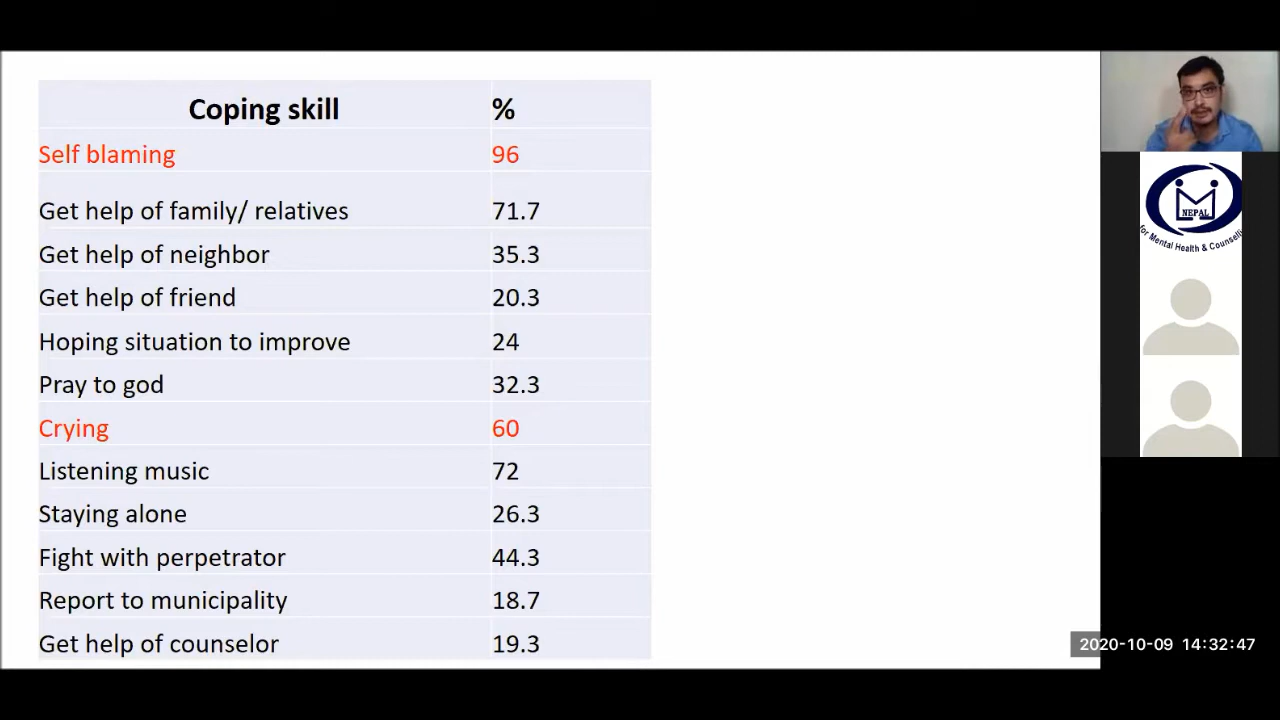 Coping skill %
Self blaming 96
Get help of family/ relatives 71.7
Get help of neighbor 35.3
Get help of friend 20.3
Hoping situation to improve 24
Pray to god 32.3
Crying 60
Listening music 72
Staying alone 26.3
Fight with perpetrator 44.3
Report to municipality 18.7
Get help of counselor 19.3
NEPAL
for Mental Health & Counselli
2020-10-09 14:32:47